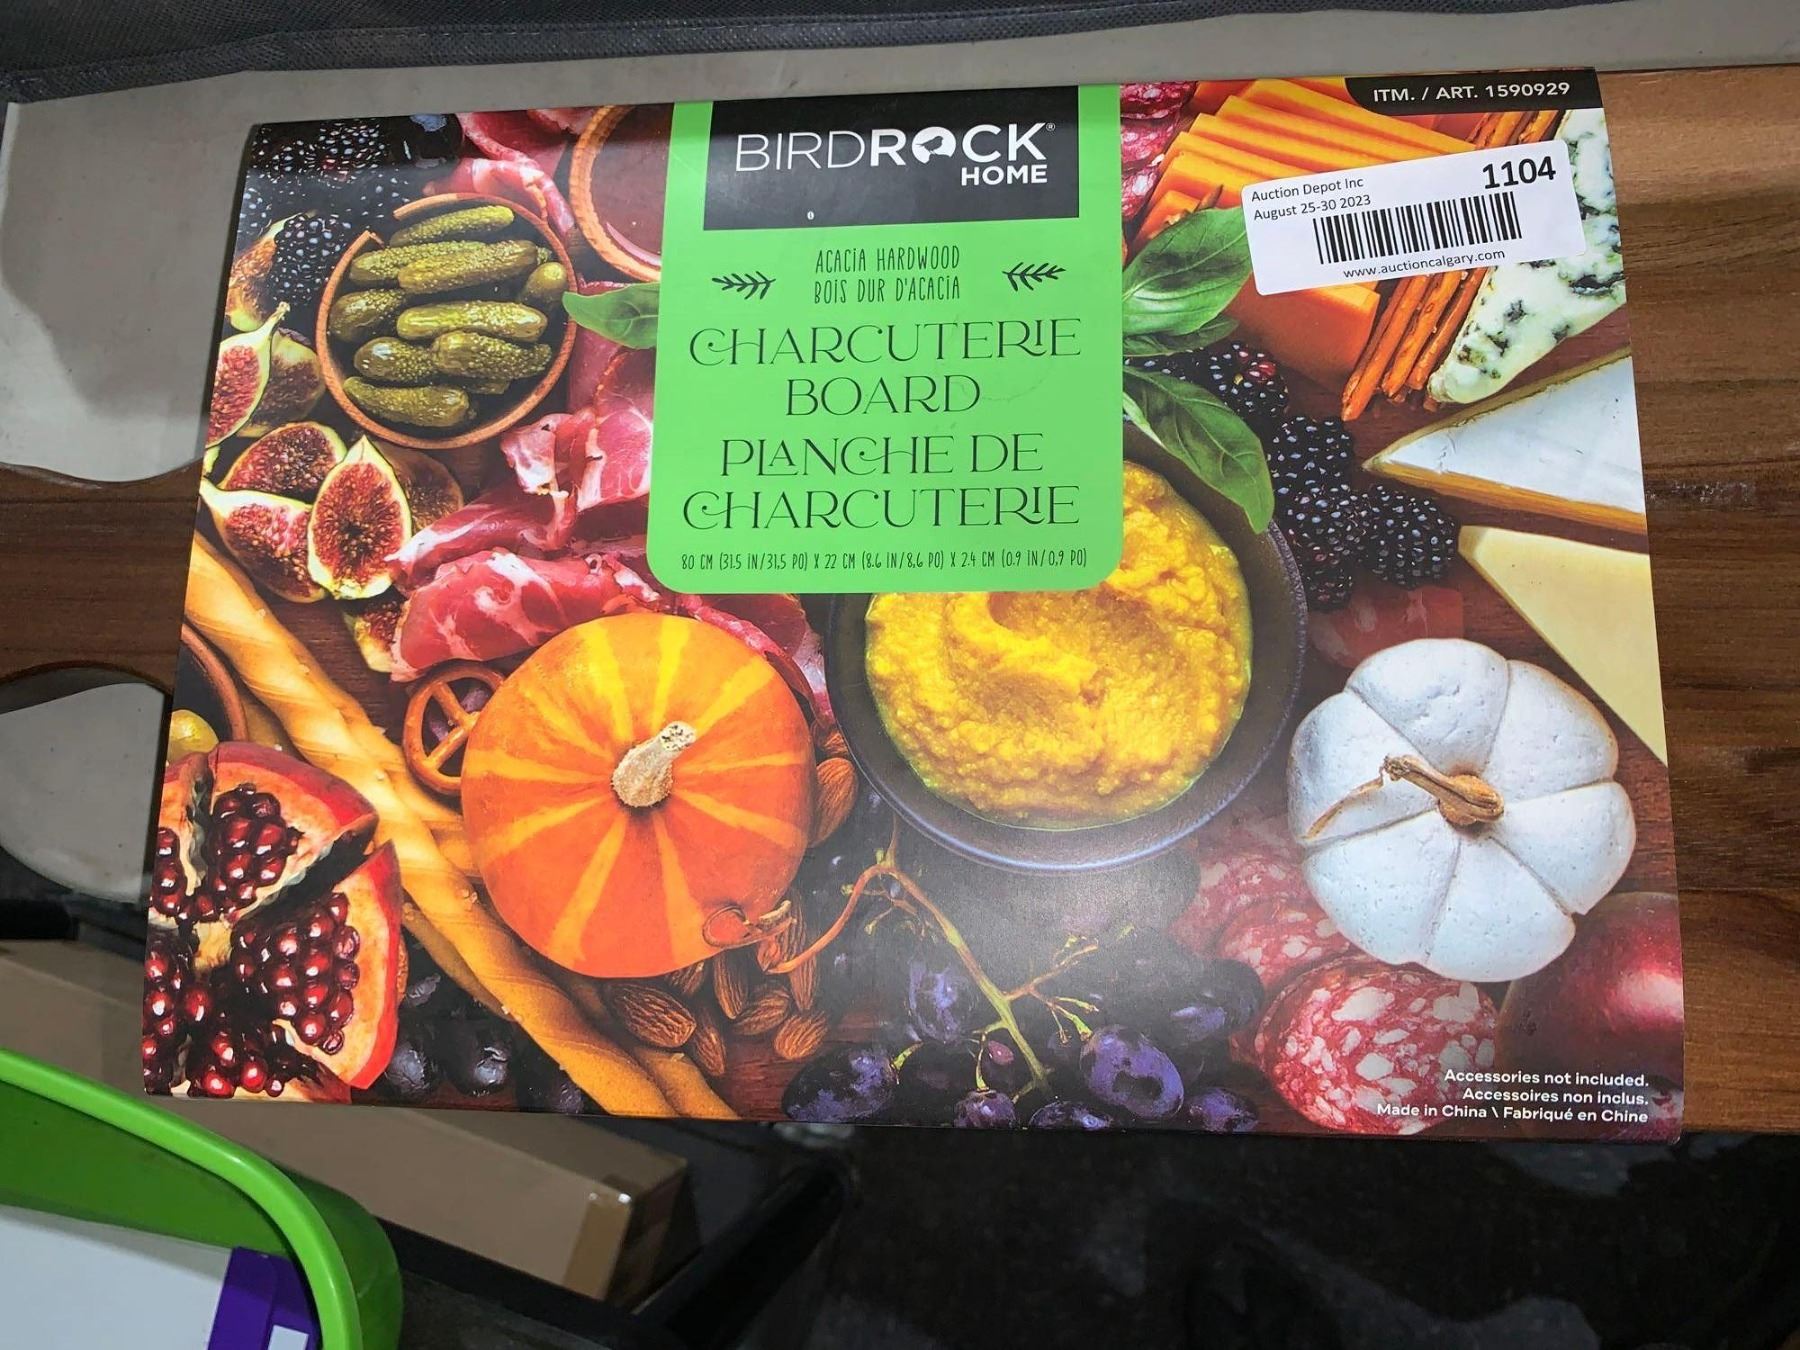 BIRDROCK®
HOME
ACACIA HARDWOOD
BOIS DUR D'ACACIA
CHARCUTERIE
BOARD
PLANCHE DE
CHARCUTERIE
80 CM (31.5 IN/31,5 PO) X 22 CM (8.6 IN/8,6 PO) X 2.4 CM (0.9 IN/0,9 PO)
ITM. / ART. 1590929
Auction Depot Inc
1104
August 25-30 2023
www.auctioncalgary.com
Accessories not included.
Accessoires non inclus.
Made in China \ Fabriqué en Chine